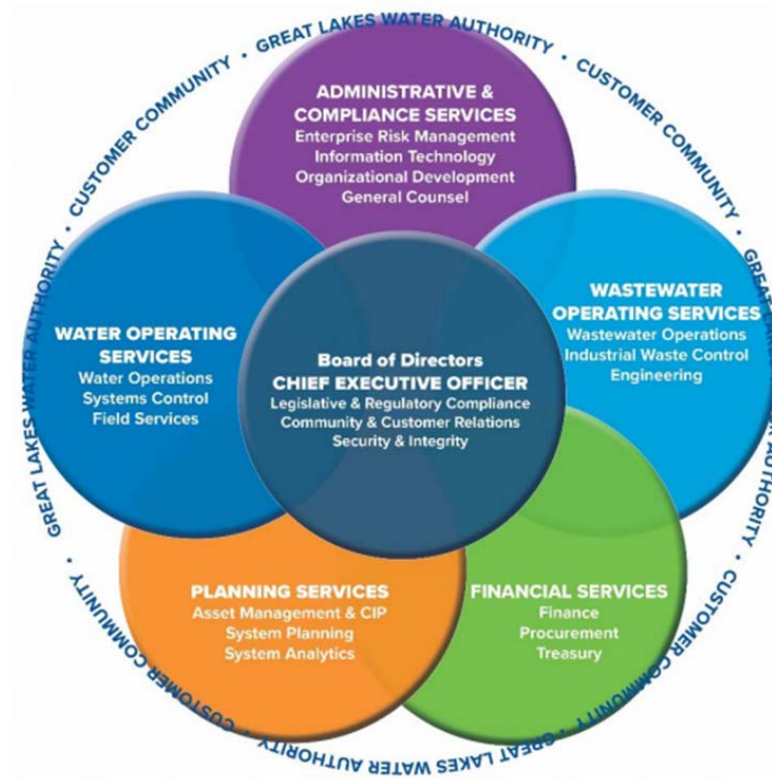 GREAT LAKES WATER AUTHORITY • CUSTOMER COMMUNITY • GREAT LAKES WATER AUTHORITY • CUSTOMER COMMUNITY • GREAT LAKES WATER AUTHORITY • CUSTOMER COMMUNITY • GREAT LAKES WATER AUTHORITY • CUSTOMER COMMUNITY •
ADMINISTRATIVE &
COMPLIANCE SERVICES
Enterprise Risk Management
Information Technology
Organizational Development
General Counsel
WASTEWATER
OPERATING SERVICES
Wastewater Operations
Industrial Waste Control
Engineering
WATER OPERATING
SERVICES
Water Operations
Systems Control
Field Services
Board of Directors
CHIEF EXECUTIVE OFFICER
Legislative & Regulatory Compliance
Community & Customer Relations
Security & Integrity
PLANNING SERVICES
Asset Management & CIP
System Planning
System Analytics
FINANCIAL SERVICES
Finance
Procurement
Treasury